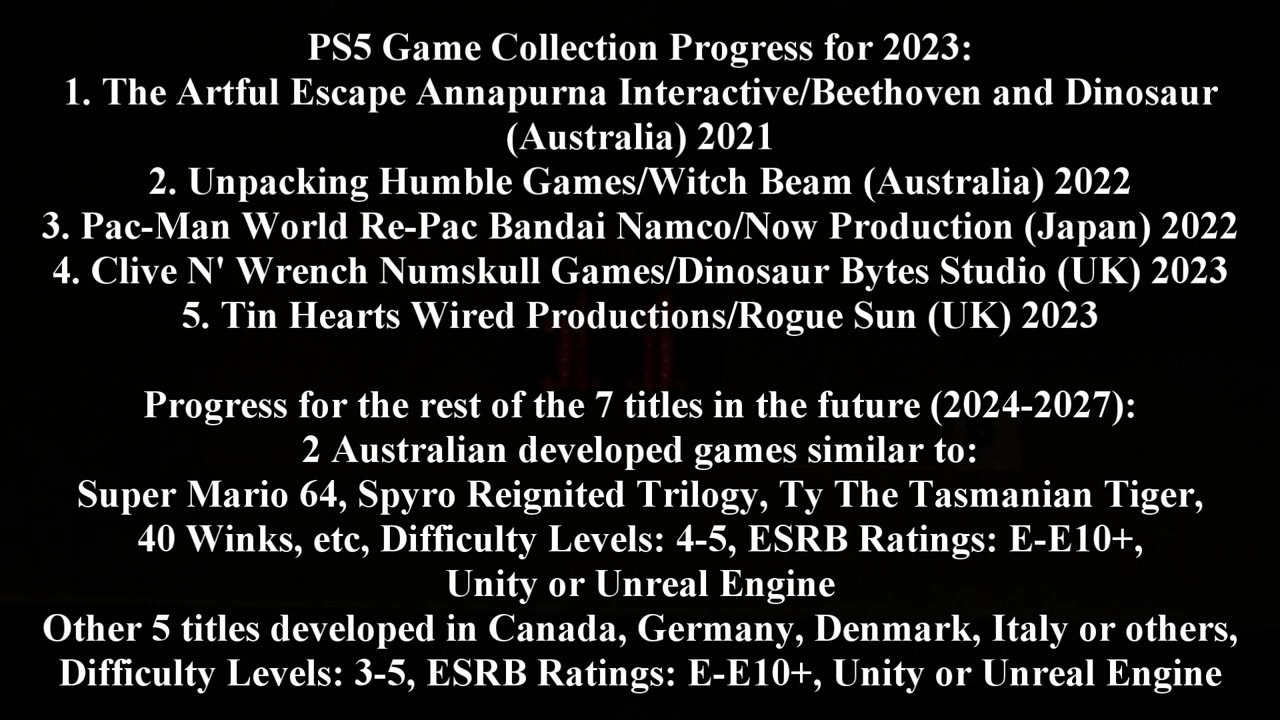 PS5 Game Collection Progress for 2023:
1. The Artful Escape Annapurna Interactive/Beethoven and Dinosaur
(Australia) 2021
2. Unpacking Humble Games/Witch Beam (Australia) 2022
3. Pac-Man World Re-Pac Bandai Namco/Now Production (Japan) 2022
4. Clive N' Wrench Numskull Games/Dinosaur Bytes Studio (UK) 2023
5. Tin Hearts Wired Productions/Rogue Sun (UK) 2023
Progress for the rest of the 7 titles in the future (2024-2027):
2 Australian developed games similar to:
Super Mario 64, Spyro Reignited Trilogy, Ty The Tasmanian Tiger,
40 Winks, etc, Difficulty Levels: 4-5, ESRB Ratings: E-E10+,
Unity or Unreal Engine
Other 5 titles developed in Canada, Germany, Denmark, Italy or others,
Difficulty Levels: 3-5, ESRB Ratings: E-E10+, Unity or Unreal Engine